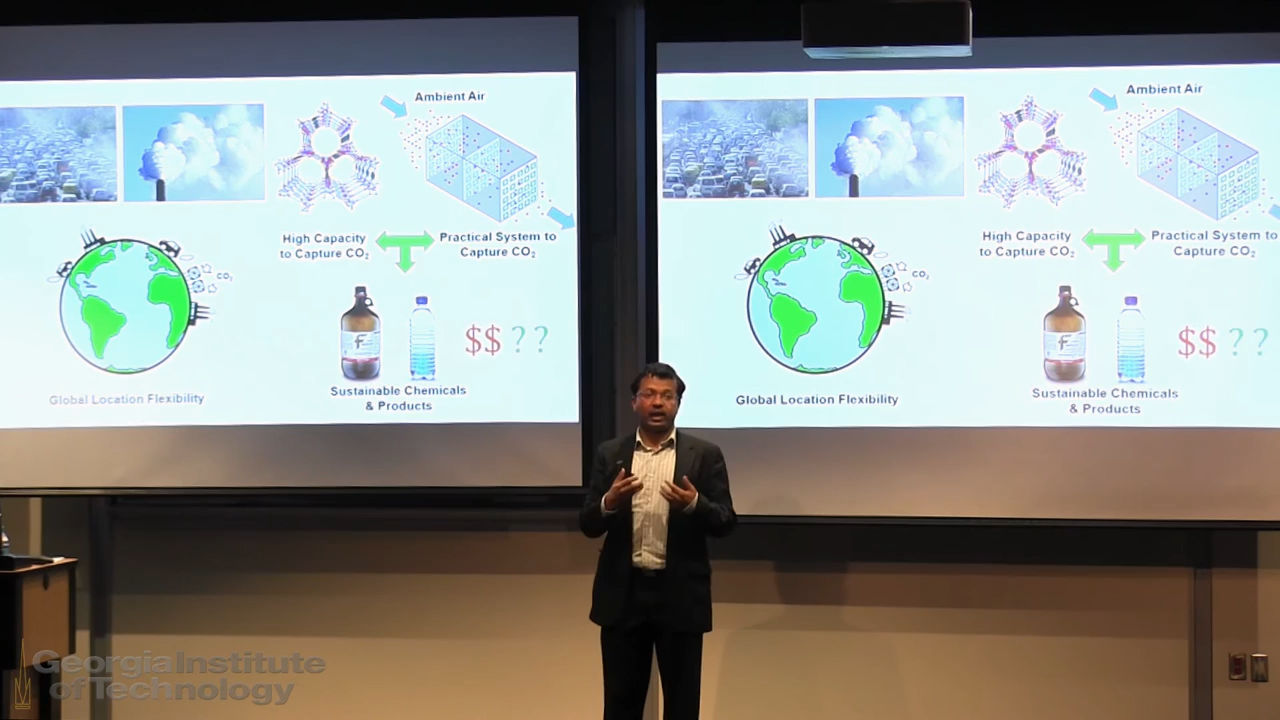 Ambient Air
High Capacity
to Capture CO₂
Practical System to
Capture CO₂
CO₂
f
$$ ??
Global Location Flexibility
Sustainable Chemicals
& Products
Ambient Air
High Capacity
to Capture CO₂
Practical System to
Capture CO₂
CO₂
f
$$ ??
Global Location Flexibility
Sustainable Chemicals
& Products
Georgia Institute
of Technology